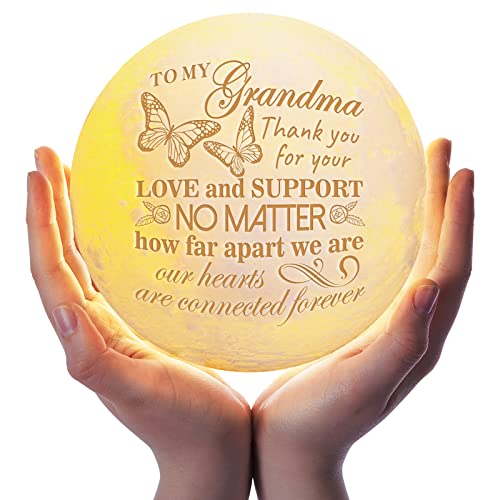 TO MY Grandma
Thank you
for your
LOVE and SUPPORT
NO MATTER
how far apart we are
our hearts
are connected forever